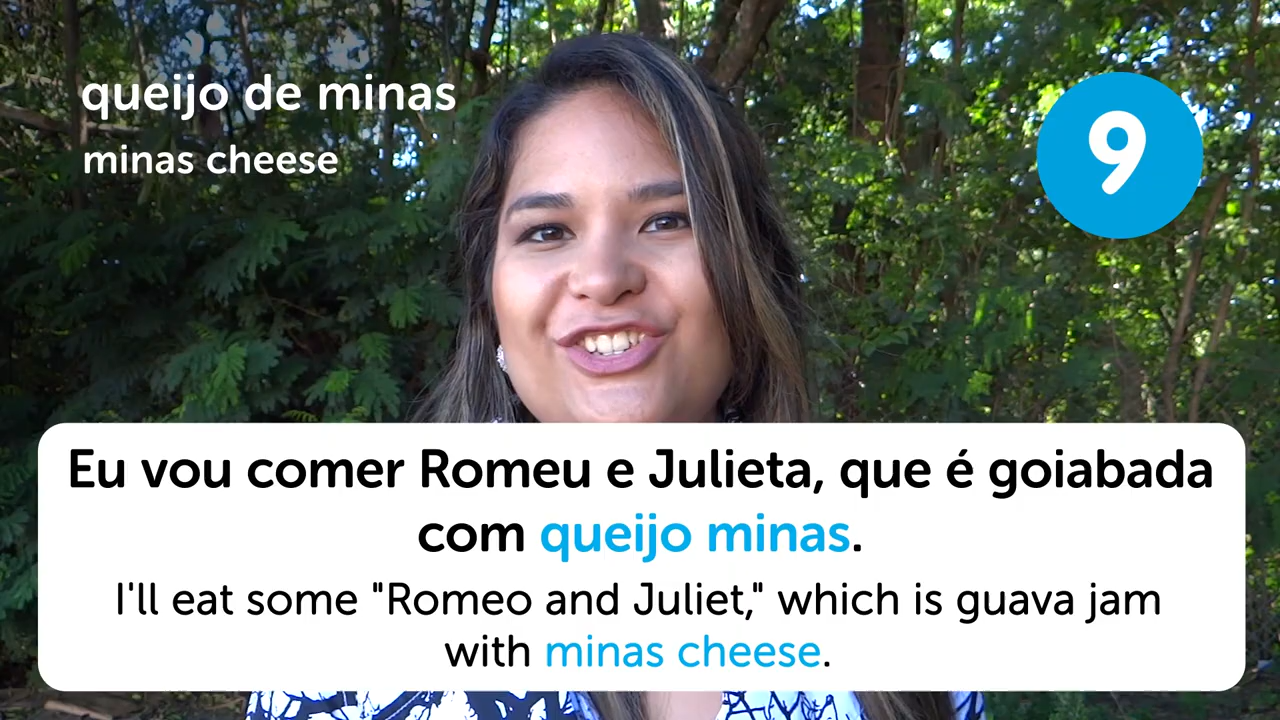 queijo de minas
minas cheese
9
Eu vou comer Romeu e Julieta, que é goiabada
com queijo minas.
I'll eat some "Romeo and Juliet," which is guava jam
with minas cheese.